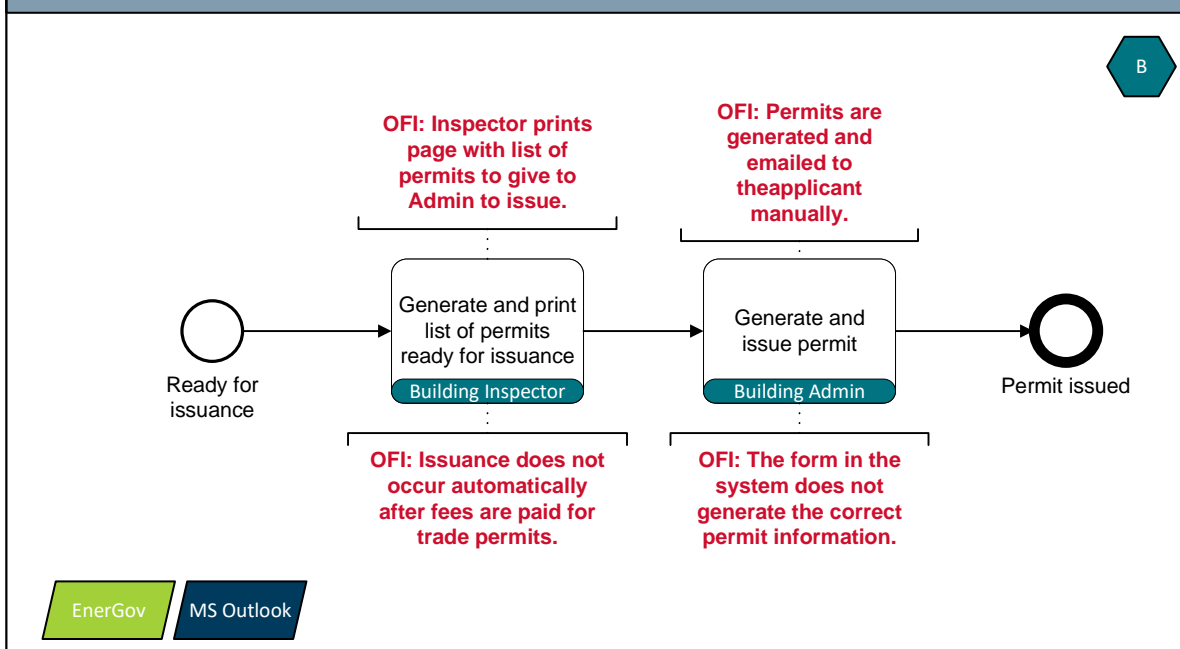 B
OFI: Inspector prints
page with list of
permits to give to
Admin to issue.
OFI: Permits are
generated and
emailed to
theapplicant
manually.
Ready for
issuance
Generate and print
list of permits
ready for issuance
Building Inspector
Generate and
issue permit
Building Admin
Permit issued
OFI: Issuance does not
occur automatically
after fees are paid for
trade permits.
OFI: The form in the
system does not
generate the correct
permit information.
EnerGov
MS Outlook